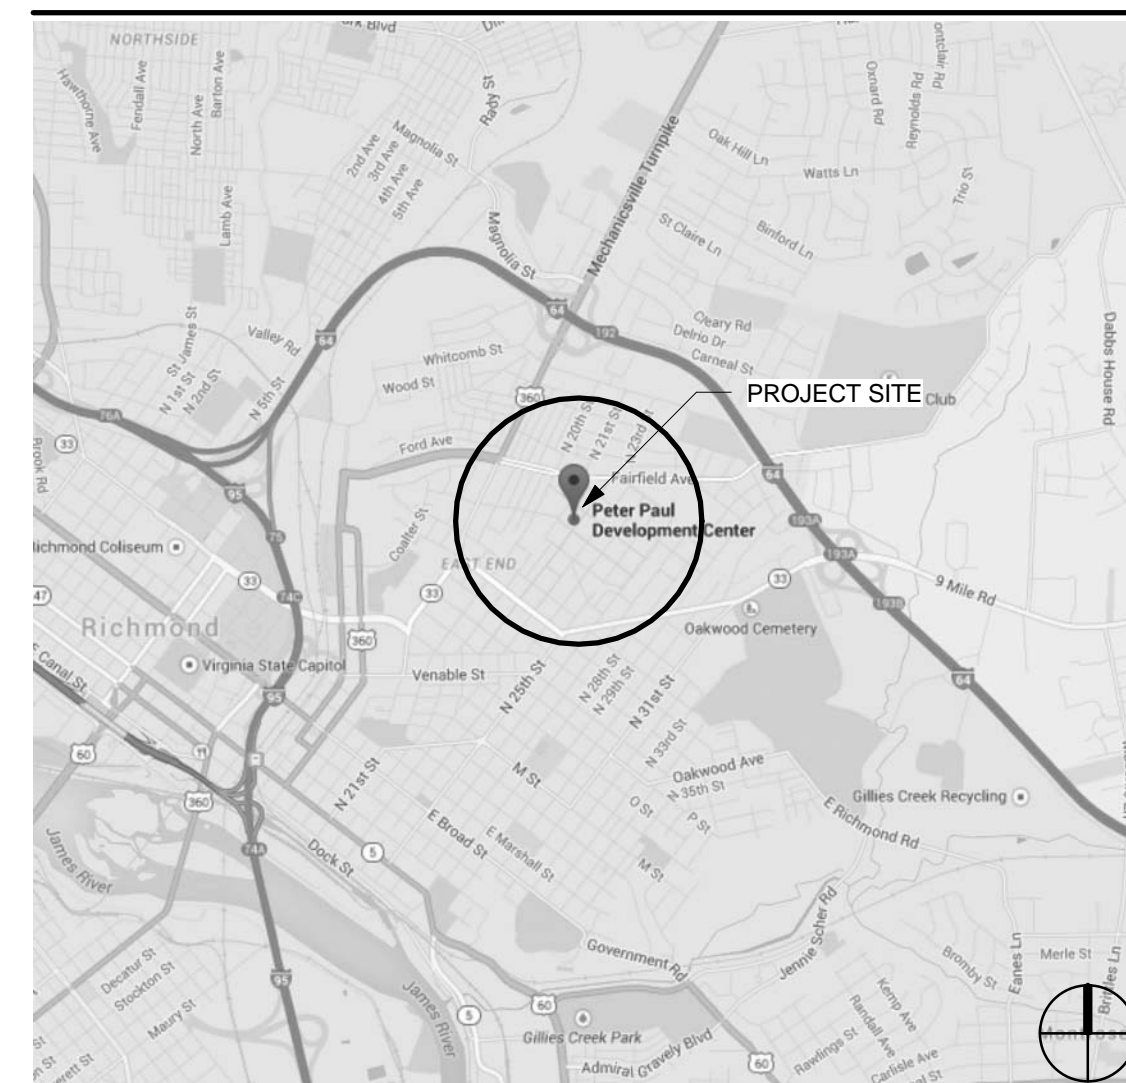 NORTHSIDE
Hawthorne Ave
Fendall Ave
North Ave
Barton Ave
Lamb Ave
2nd Ave
3rd Ave
4th Ave
5th Ave
Magnolia St
Rady St
Magnolia St
Mechanicsville Turnpike
Oak Hill Ln
Watts Ln
Oxnard Rd
Reynolds Rd
Trio St
St Claire Ln
Binford Ln
Dabbs House Rd
Cleary Rd
Delrio Dr
Carneal St
64
192
64
Valley Rd
St James St
N 1st St
N 2nd St
N 5th St
Whitcomb St
Wood St
360
PROJECT SITE
Club
76A
33
Brook Rd
Ford Ave
N 20th St
N 21st St
N 23rd
Fairfield Ave
64
Peter Paul
Development Center
95
75
Coalter St
EAST END
193A
193A
193B
9 Mile Rd
Richmond Coliseum
33
74C
33
33
47
Richmond
360
Oakwood Cemetery
Virginia State Capitol
Canal St
Venable St
95
N 25th St
N 28th St
N 29th St
N 31st St
N 33rd St
64
60
N 21st St
M St
Oakwood Ave
N 35th St
O St
P St
Gillies Creek Recycling
E Richmond Rd
360
E Broad St
E Marshall St
M St
James River
74A
Dock St
5
Government Rd
Jennie Scher Rd
Bromby St
Eanes Ln
Merle St
Decatur St
Stockton St
Maury St
95
James River
5
60
Gillies Creek Park
Admiral Gravely Blvd
60
Kemp Ave
Randall Ave
Rawlings St
Carlisle Ave
Montrose